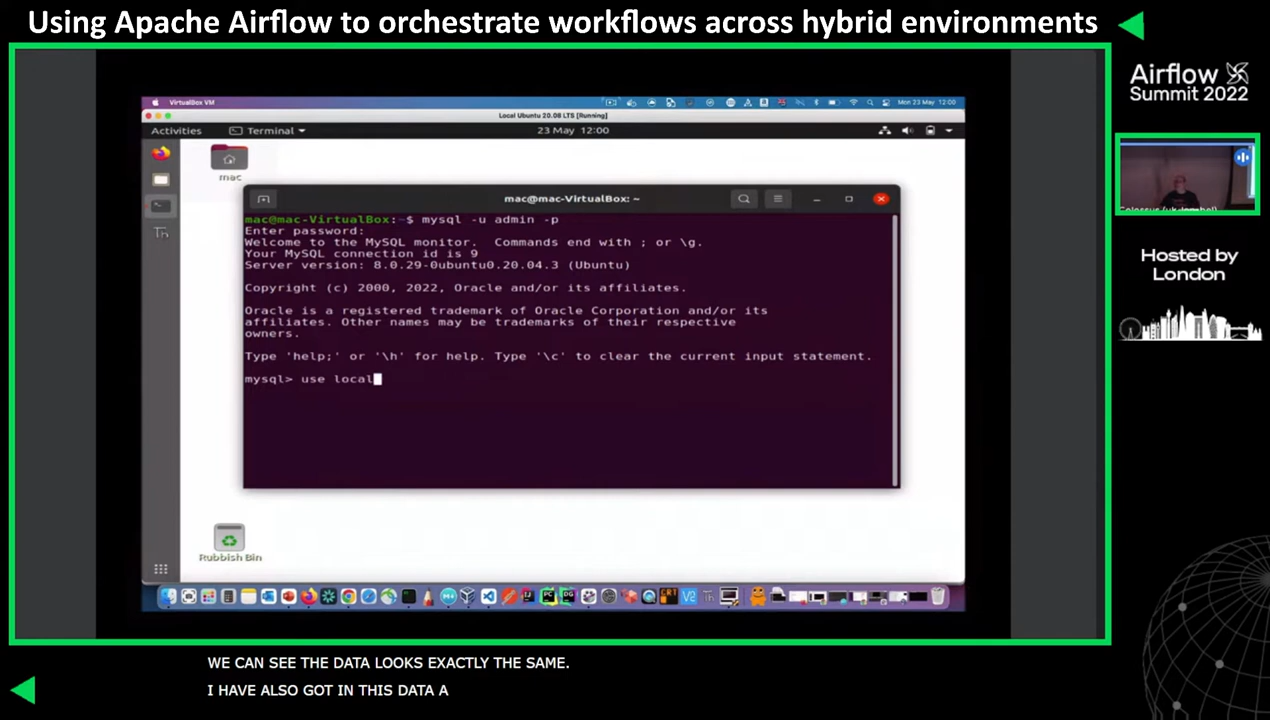 Using Apache Airflow to orchestrate workflows across hybrid environments
Airflow
Summit 2022
VirtualBox VM
Mon 23 May 12:00
Local Ubuntu 20.08 LTS [Running]
Activities
Terminal
23 May 12:00
mac
mac@mac-VirtualBox: ~
mac@mac-VirtualBox:~$ mysql -u admin -p
Enter password:
Welcome to the MySQL monitor.  Commands end with ; or \g.
Your MySQL connection id is 9
Server version: 8.0.29-0ubuntu0.20.04.3 (Ubuntu)
Copyright (c) 2000, 2022, Oracle and/or its affiliates.
Oracle is a registered trademark of Oracle Corporation and/or its
affiliates. Other names may be trademarks of their respective
owners.
Type 'help;' or '\h' for help. Type '\c' to clear the current input statement.
mysql> use local
Rubbish Bin
Hosted by
London
WE CAN SEE THE DATA LOOKS EXACTLY THE SAME.
I HAVE ALSO GOT IN THIS DATA A